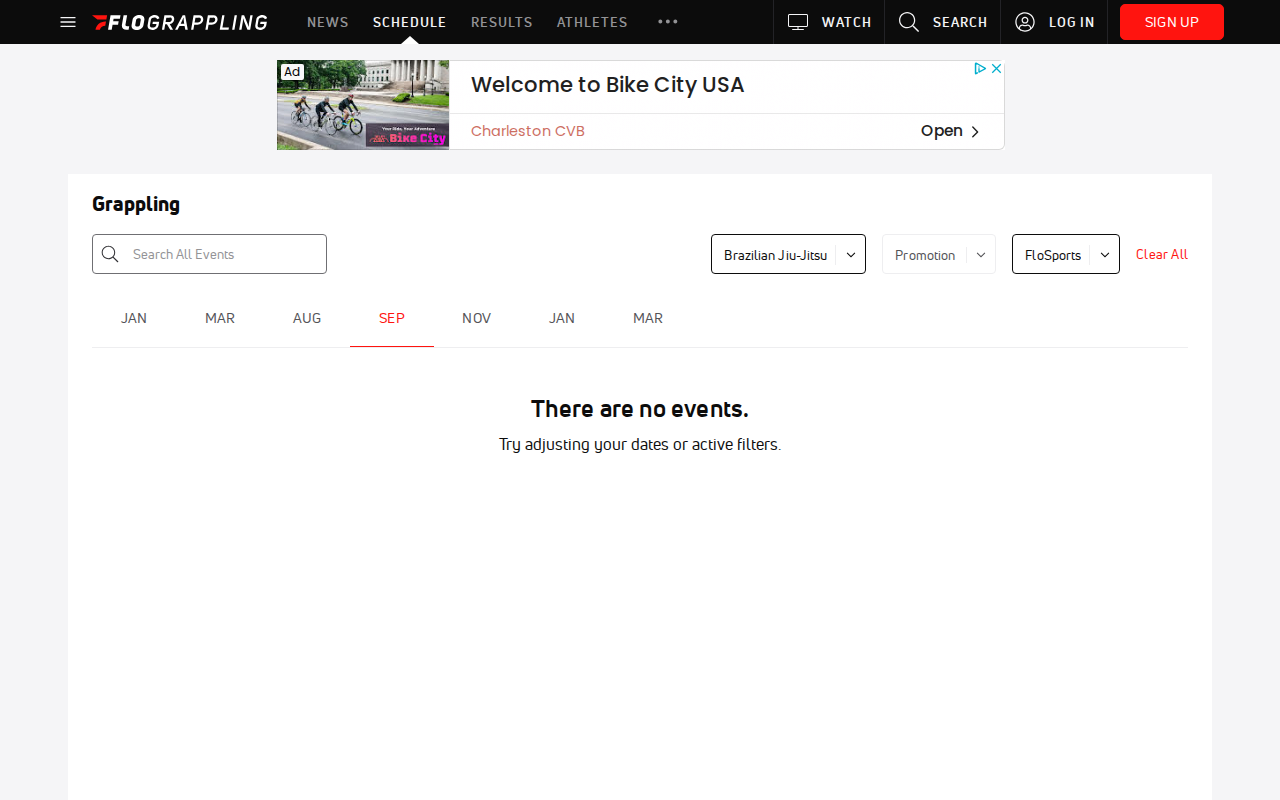 FLOGRAPPLING
NEWS
SCHEDULE
RESULTS
ATHLETES
WATCH
SEARCH
LOG IN
SIGN UP
Ad
Your Ride, Your Adventure
Bike City
Welcome to Bike City USA
Charleston CVB
Open
Grappling
Search All Events
Brazilian Jiu-Jitsu
Promotion
FloSports
Clear All
JAN
MAR
AUG
SEP
NOV
JAN
MAR
There are no events.
Try adjusting your dates or active filters.